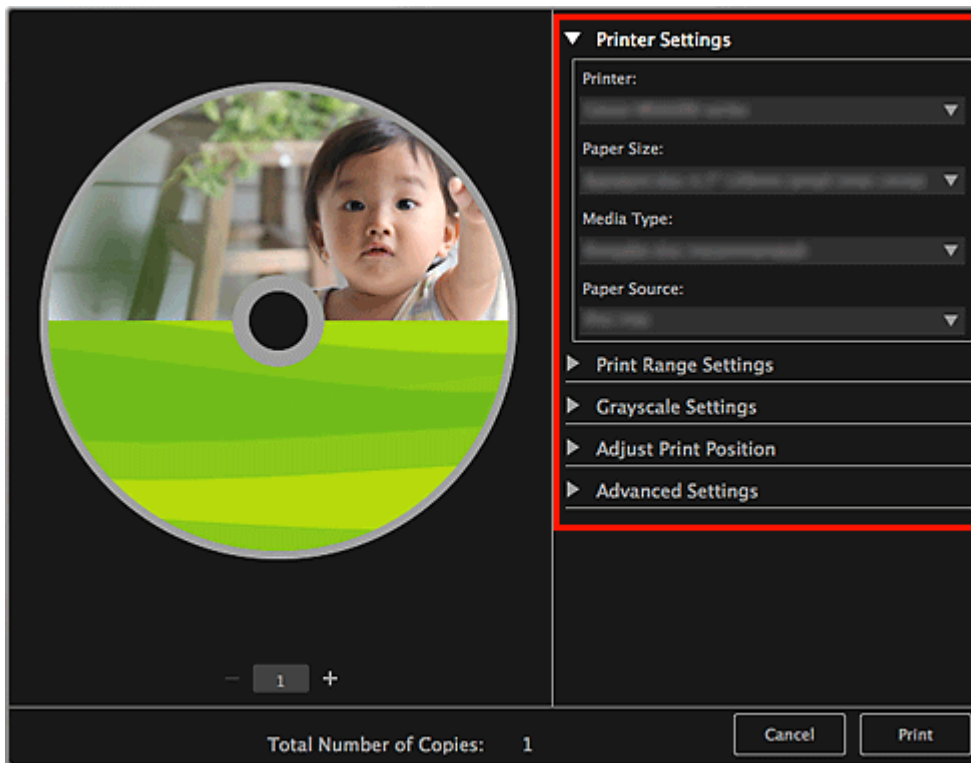 Printer Settings
Printer:
Paper Size:
Media Type:
Paper Source:
Print Range Settings
Grayscale Settings
Adjust Print Position
Advanced Settings
1
Total Number of Copies: 1
Cancel
Print